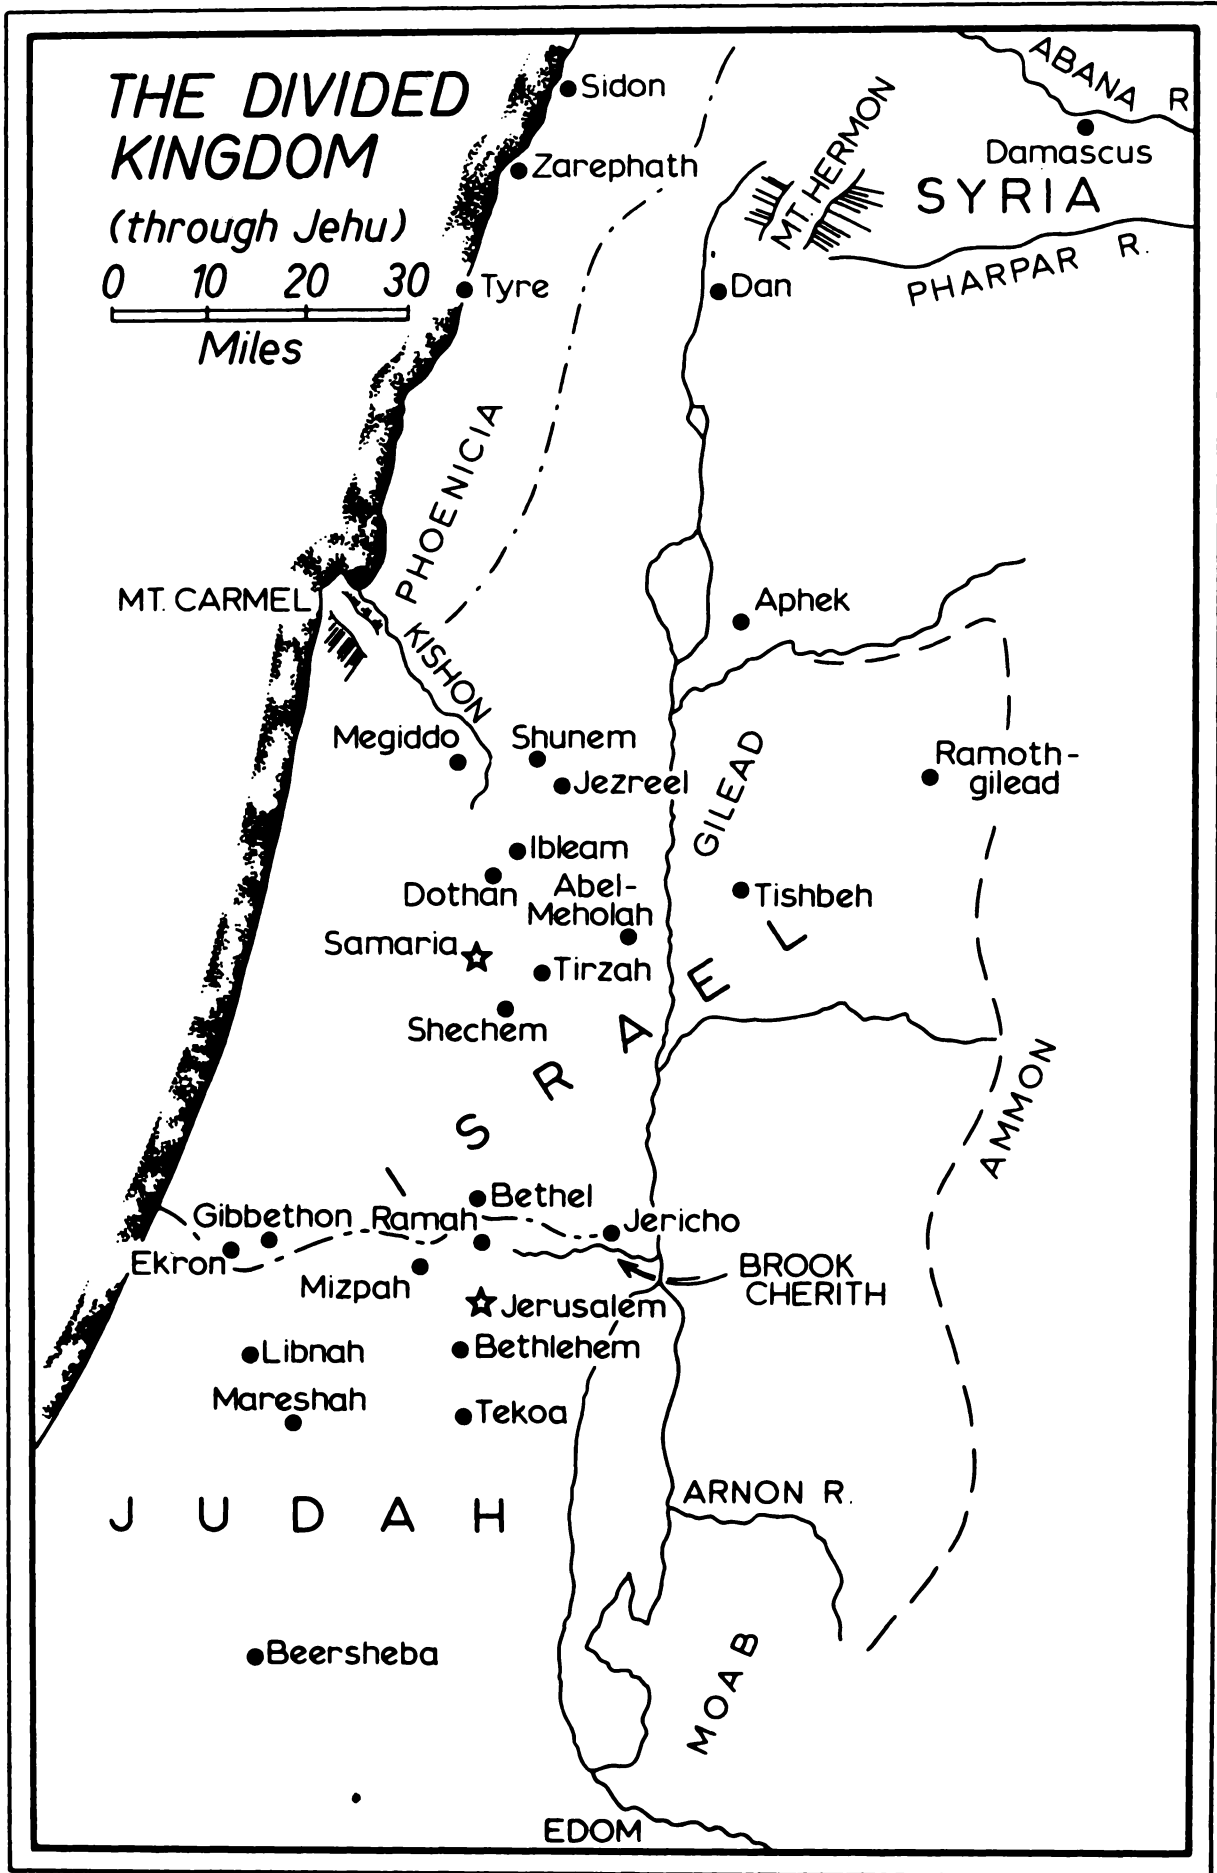 THE DIVIDED
KINGDOM
(through Jehu)
0 10 20 30
Miles
Sidon
Zarephath
Tyre
ABANA R
Damascus
SYRIA
MT. HERMON
PHARPAR R.
Dan
PHOENICIA
MT. CARMEL
KISHON
Aphek
Megiddo
Shunem
Jezreel
GILEAD
Ramoth-
gilead
Ibleam
Dothan
Abel-
Meholah
Tishbeh
Samaria
Tirzah
Shechem
ISRAEL
AMMON
Bethel
Gibbethon
Ramah
Jericho
Ekron
Mizpah
BROOK
CHERITH
Jerusalem
Libnah
Bethlehem
Mareshah
Tekoa
JUDAH
ARNON R.
Beersheba
MOAB
EDOM